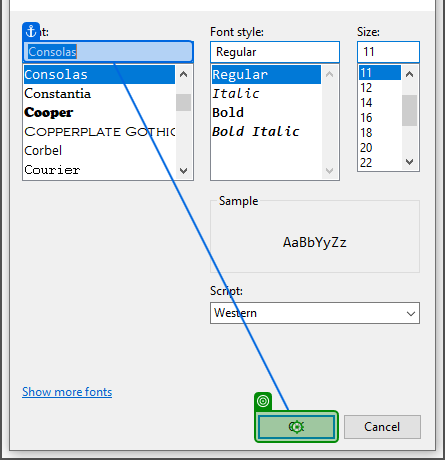 Font style:
Size:
Consolas
Regular
11
Consolas
Constantia
Cooper
COPPERPLATE GOTHIC
Corbel
Courier
Regular
Italic
Bold
Bold Italic
11
12
14
16
18
20
22
Sample
AaBbYyZz
Script:
Western
Show more fonts
Cancel